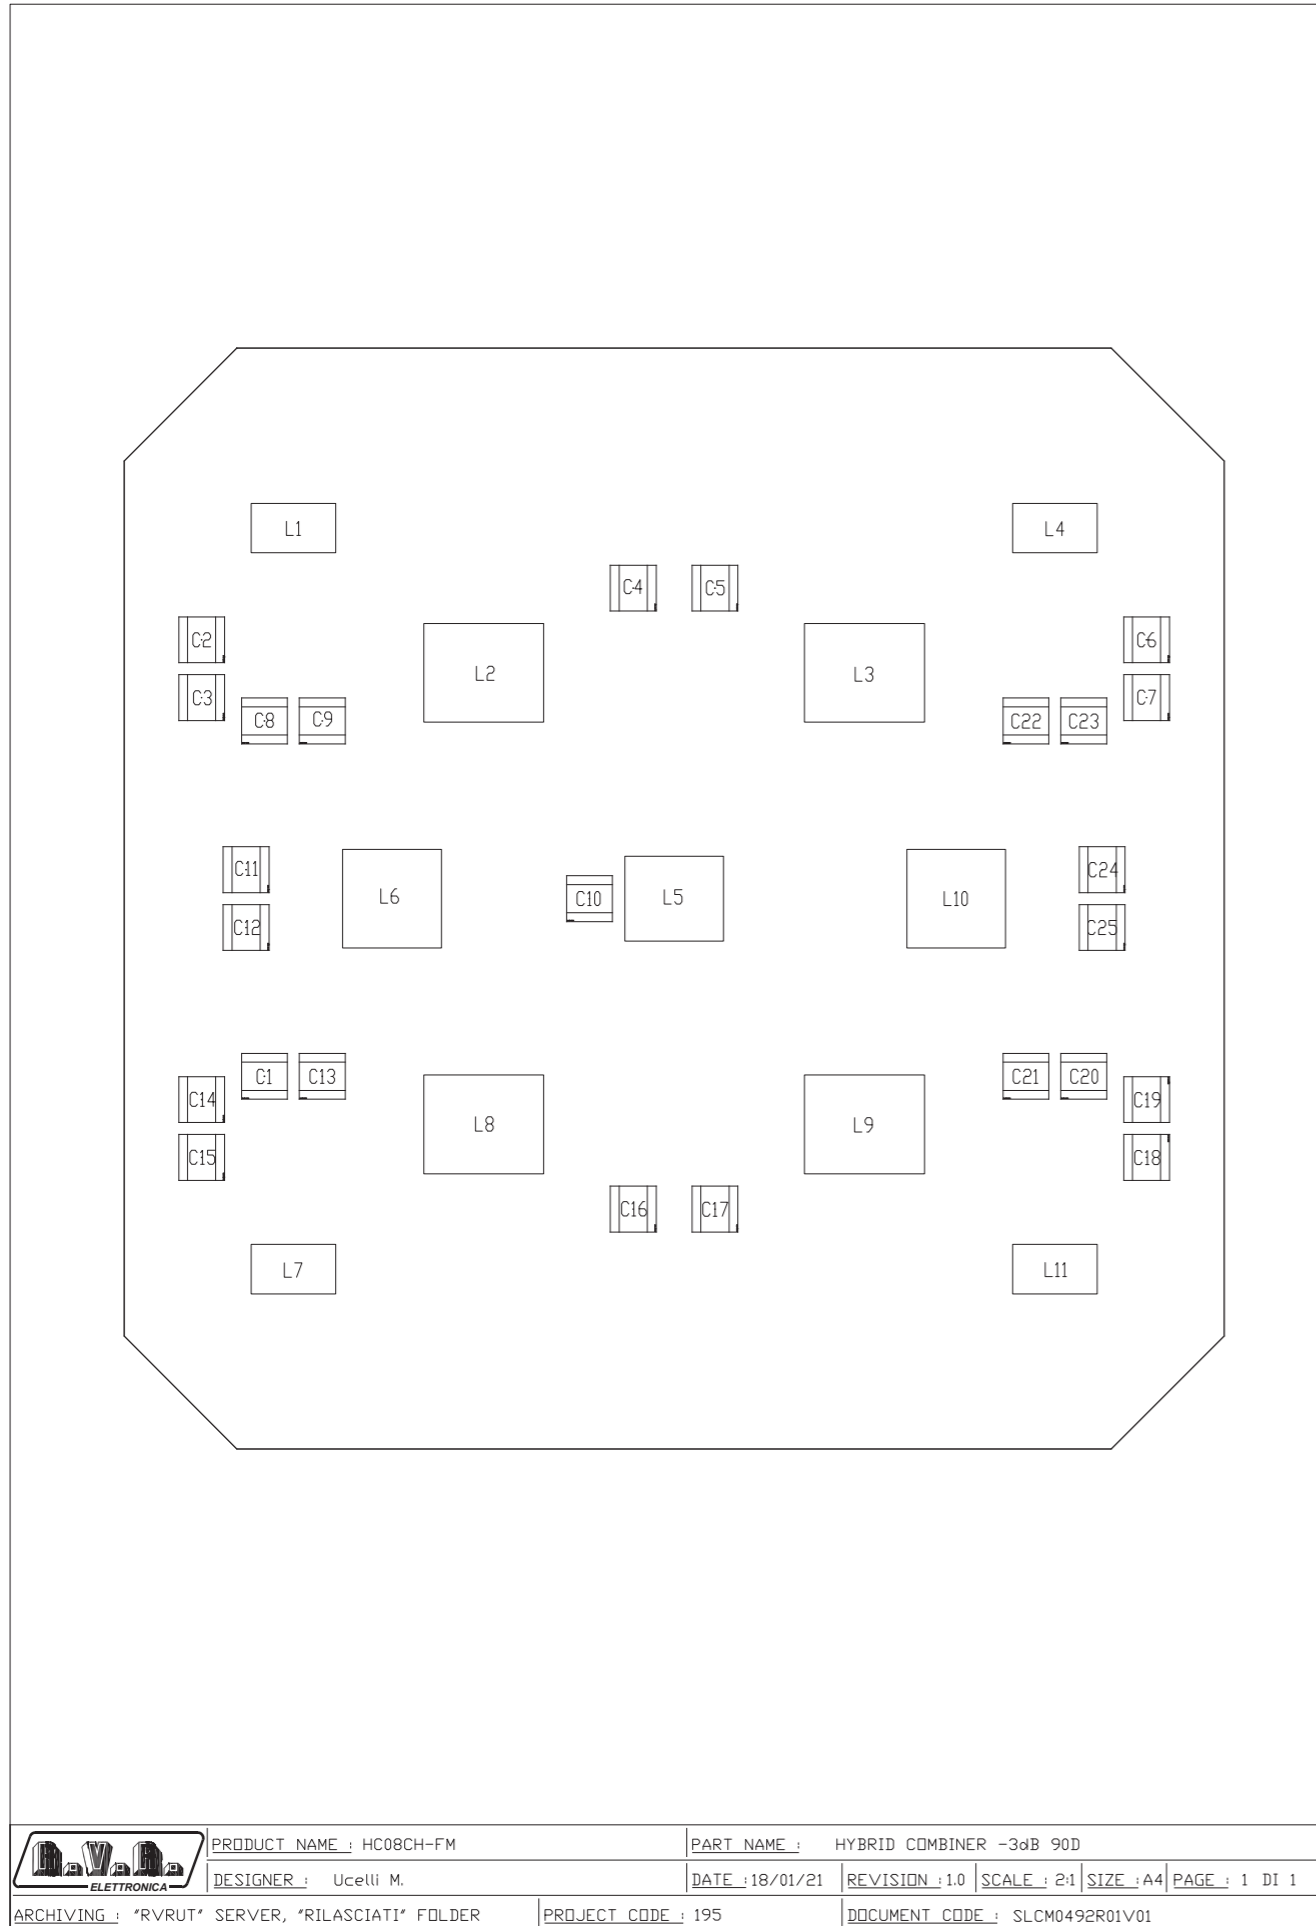 L1
L4
C4 C5
C2
C6
L2
L3
C3
C7
C8 C9
C22 C23
C11
C24
L6
C10
L5
L10
C12
C25
C1 C13
C21 C20
C14
C19
L8
L9
C15
C18
C16 C17
L7
L11
R.V.R. ELETTRONICA
PRODUCT NAME : HC08CH-FM
PART NAME : HYBRID COMBINER -3dB 90D
DESIGNER : Ucelli M.
DATE : 18/01/21
REVISION : 1.0
SCALE : 2:1
SIZE : A4
PAGE : 1 DI 1
ARCHIVING : "RVRUT" SERVER, "RILASCIATI" FOLDER
PROJECT CODE : 195
DOCUMENT CODE : SLCM0492R01V01